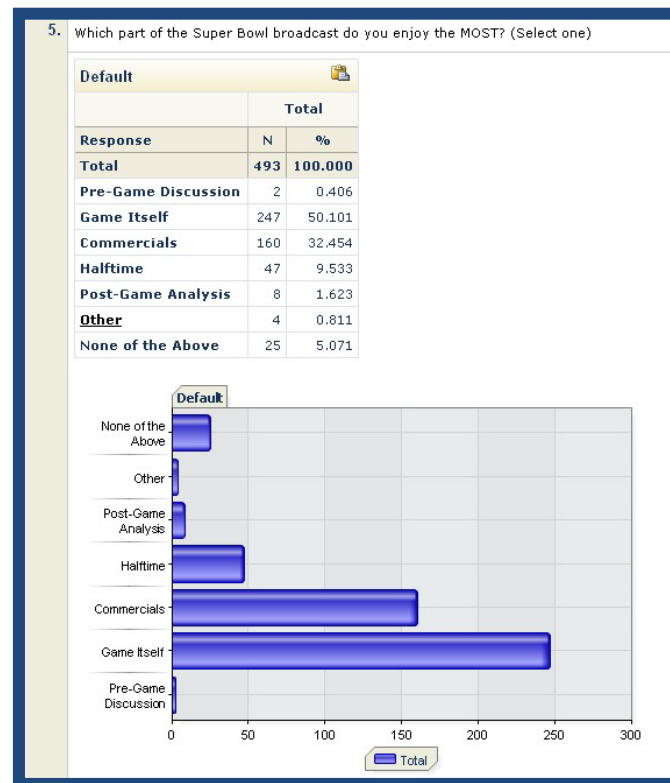 5. Which part of the Super Bowl broadcast do you enjoy the MOST? (Select one)
Default
Total
Response N %
Total 493 100.000
Pre-Game Discussion 2 0.406
Game Itself 247 50.101
Commercials 160 32.454
Halftime 47 9.533
Post-Game Analysis 8 1.623
Other 4 0.811
None of the Above 25 5.071
Default
None of the
Above
Other
Post-Game
Analysis
Halftime
Commercials
Game Itself
Pre-Game
Discussion
0 50 100 150 200 250 300
Total